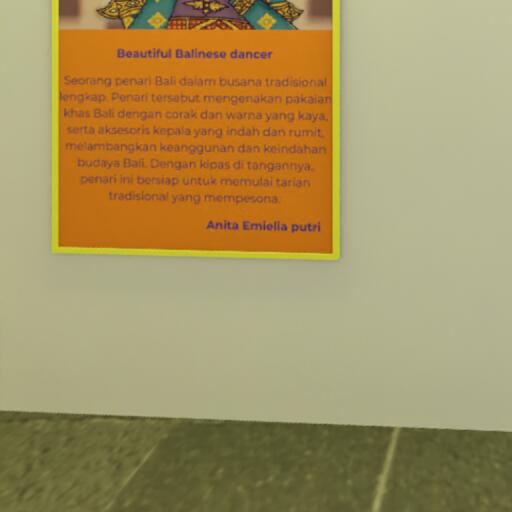 Beautiful Balinese dancer
Seorang penari Bali dalam busana tradisional
lengkap. Penari tersebut mengenakan pakaian
khas Bali dengan corak dan warna yang kaya,
serta aksesoris kepala yang indah dan rumit,
melambangkan keanggunan dan keindahan
budaya Bali. Dengan kipas di tangannya,
penari ini bersiap untuk memulai tarian
tradisional yang mempesona.
Anita Emielia putri